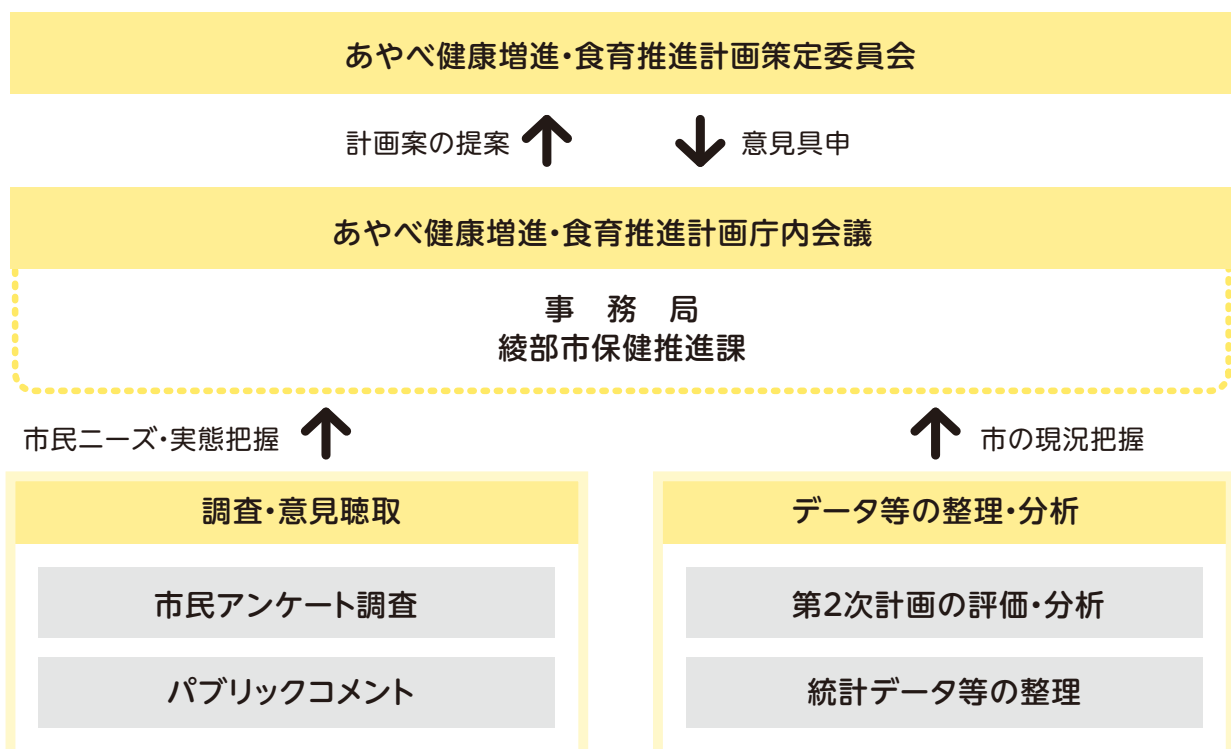 あやべ健康増進・食育推進計画策定委員会
計画案の提案
意見具申
あやべ健康増進・食育推進計画庁内会議
事　務　局
綾部市保健推進課
市民ニーズ・実態把握
市の現況把握
調査・意見聴取
市民アンケート調査
パブリックコメント
データ等の整理・分析
第2次計画の評価・分析
統計データ等の整理